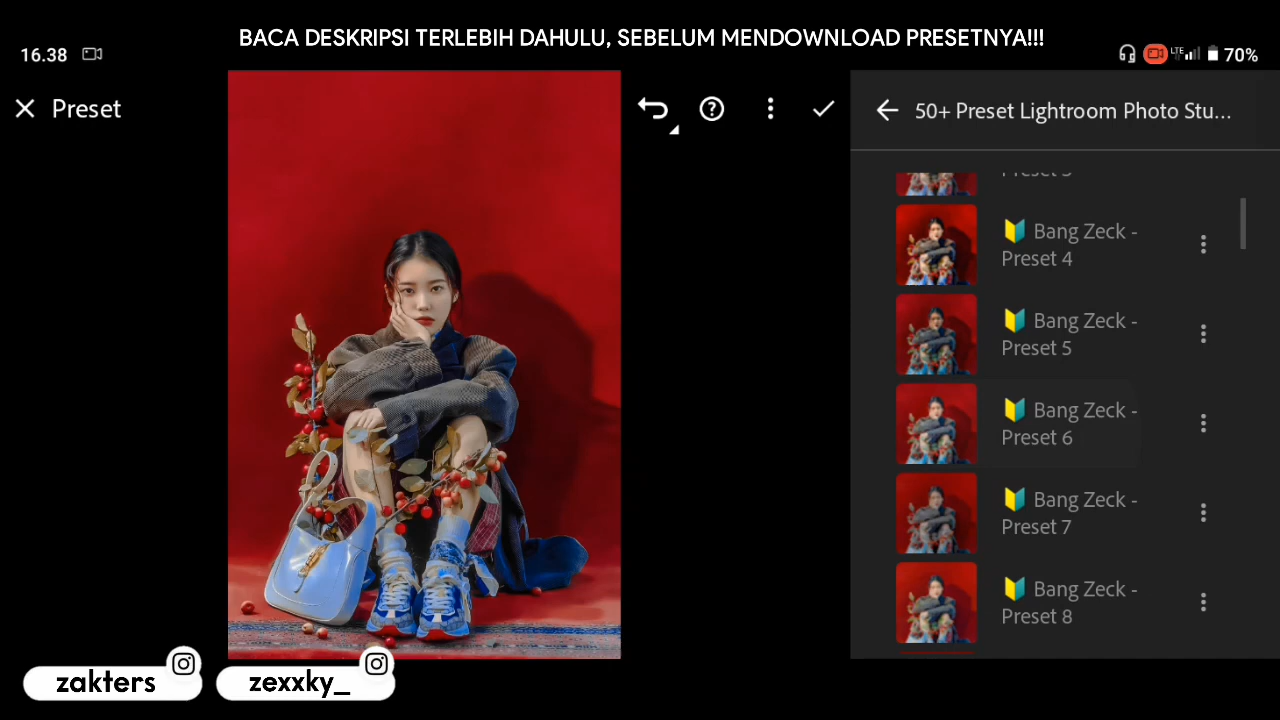 BACA DESKRIPSI TERLEBIH DAHULU, SEBELUM MENDOWNLOAD PRESETNYA!!!
16.38
LTE
70%
Preset
50+ Preset Lightroom Photo Stu...
Bang Zeck -
Preset 4
Bang Zeck -
Preset 5
Bang Zeck -
Preset 6
Bang Zeck -
Preset 7
Bang Zeck -
Preset 8
zakters
zexxky_